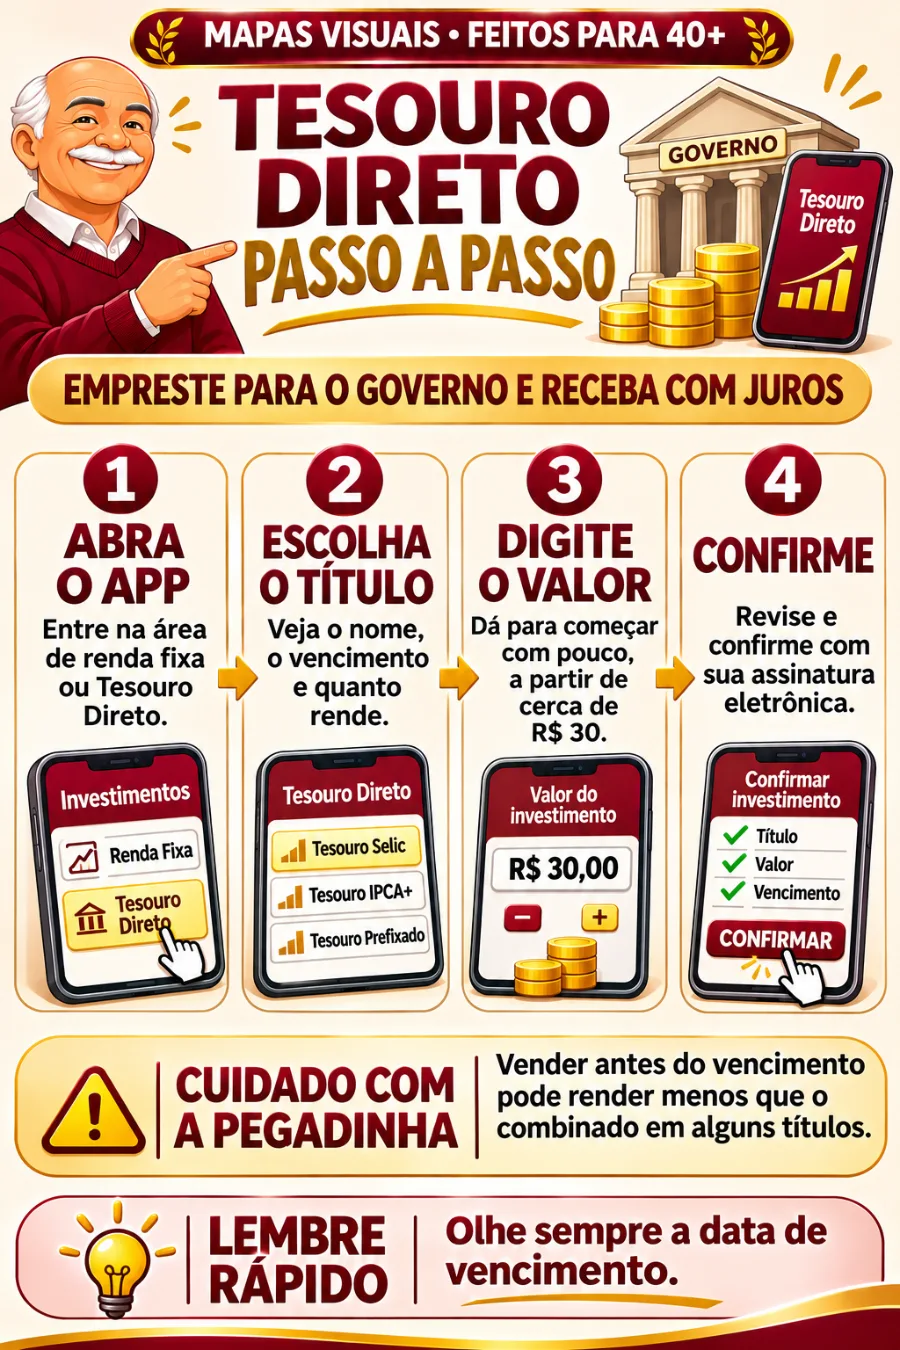 MAPAS VISUAIS • FEITOS PARA 40+
TESOURO
DIRETO
PASSO A PASSO
GOVERNO
Tesouro
Direto
EMPRESTE PARA O GOVERNO E RECEBA COM JUROS
1
ABRA
O APP
Entre na área
de renda fixa
ou Tesouro
Direto.
Investimentos
Renda Fixa
Tesouro
Direto
2
ESCOLHA
O TÍTULO
Veja o nome,
o vencimento
e quanto
rende.
Tesouro Direto
Tesouro Selic
Tesouro IPCA+
Tesouro Prefixado
3
DIGITE
O VALOR
Dá para começar
com pouco,
a partir de
cerca de
R$ 30.
Valor do
investimento
R$ 30,00
− +
4
CONFIRME
Revise e
confirme com
sua assinatura
eletrônica.
Confirmar
investimento
Título
Valor
Vencimento
CONFIRMAR
CUIDADO COM
A PEGADINHA
Vender antes do vencimento
pode render menos que o
combinado em alguns títulos.
LEMBRE
RÁPIDO
Olhe sempre a data de
vencimento.